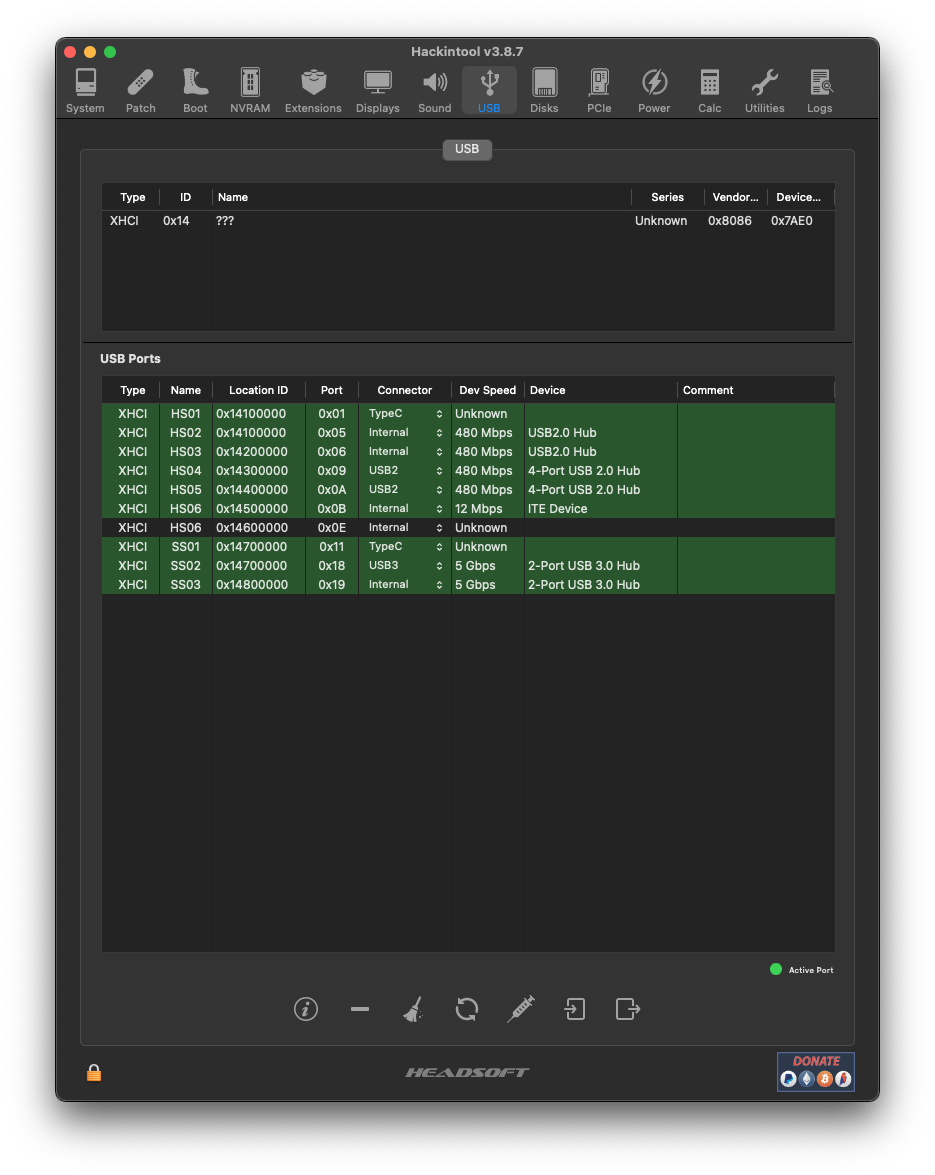 Hackintool v3.8.7
System Patch Boot NVRAM Extensions Displays Sound USB Disks PCIe Power Calc Utilities Logs
USB
Type ID Name Series Vendor... Device...
XHCI 0x14 ??? Unknown 0x8086 0x7AE0
USB Ports
Type Name Location ID Port Connector Dev Speed Device Comment
XHCI HS01 0x14100000 0x01 TypeC Unknown
XHCI HS02 0x14100000 0x05 Internal 480 Mbps USB2.0 Hub
XHCI HS03 0x14200000 0x06 Internal 480 Mbps USB2.0 Hub
XHCI HS04 0x14300000 0x09 USB2 480 Mbps 4-Port USB 2.0 Hub
XHCI HS05 0x14400000 0x0A USB2 480 Mbps 4-Port USB 2.0 Hub
XHCI HS06 0x14500000 0x0B Internal 12 Mbps ITE Device
XHCI HS06 0x14600000 0x0E Internal Unknown
XHCI SS01 0x14700000 0x11 TypeC Unknown
XHCI SS02 0x14700000 0x18 USB3 5 Gbps 2-Port USB 3.0 Hub
XHCI SS03 0x14800000 0x19 Internal 5 Gbps 2-Port USB 3.0 Hub
Active Port
HEADSOFT
DONATE